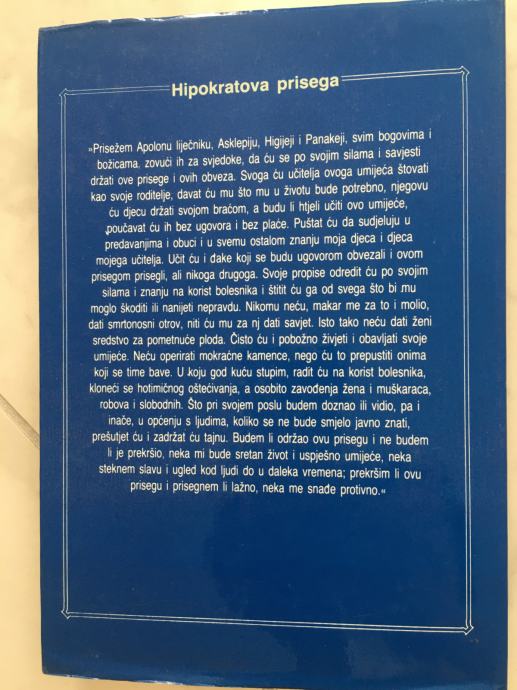 Hipokratova prisega
»Prisežem Apolonu liječniku, Asklepiju, Higijeji i Panakeji, svim bogovima i
božicama, zovući ih za svjedoke, da ću se po svojim silama i savjesti
držati ove prisege i ovih obveza. Svoga ću učitelja ovoga umijeća štovati
kao svoje roditelje, davat ću mu što mu u životu bude potrebno, njegovu
ću djecu držati svojom braćom, a budu li htjeli učiti ovo umijeće,
poučavat ću ih bez ugovora i bez plaće. Puštat ću da sudjeluju u
predavanjima i obuci i u svemu ostalom znanju moja djeca i djeca
mojega učitelja. Učit ću i đake koji se budu ugovorom obvezali i ovom
prisegom prisegli, ali nikoga drugoga. Svoje propise odredit ću po svojim
silama i znanju na korist bolesnika i štitit ću ga od svega što bi mu
moglo škoditi ili nanijeti nepravdu. Nikomu neću, makar me za to i molio,
dati smrtonosni otrov, niti ću mu za nj dati savjet. Isto tako neću dati ženi
sredstvo za pometnuće ploda. Čisto ću i pobožno živjeti i obavljati svoje
umijeće. Neću operirati mokraćne kamence, nego ću to prepustiti onima
koji se time bave. U koju god kuću stupim, radit ću na korist bolesnika,
kloneći se hotimičnog oštećivanja, a osobito zavođenja žena i muškaraca,
robova i slobodnih. Što pri svojem poslu budem doznao ili vidio, pa i
inače, u općenju s ljudima, koliko se ne bude smjelo javno znati,
prešutjet ću i zadržat ću tajnu. Budem li održao ovu prisegu i ne budem
li je prekršio, neka mi bude sretan život i uspješno umijeće, neka
steknem slavu i ugled kod ljudi do u daleka vremena; prekršim li ovu
prisegu i prisegnem li lažno, neka me snađe protivno.«